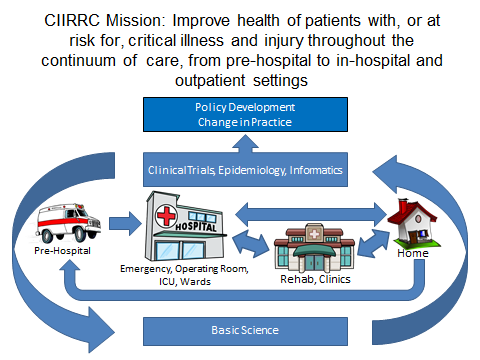 CIIRRC Mission: Improve health of patients with, or at
risk for, critical illness and injury throughout the
continuum of care, from pre-hospital to in-hospital and
outpatient settings
Policy Development
Change in Practice
Clinical Trials, Epidemiology, Informatics
HOSPITAL
Pre-Hospital
Emergency, Operating Room,
ICU, Wards
Rehab, Clinics
Home
Basic Science